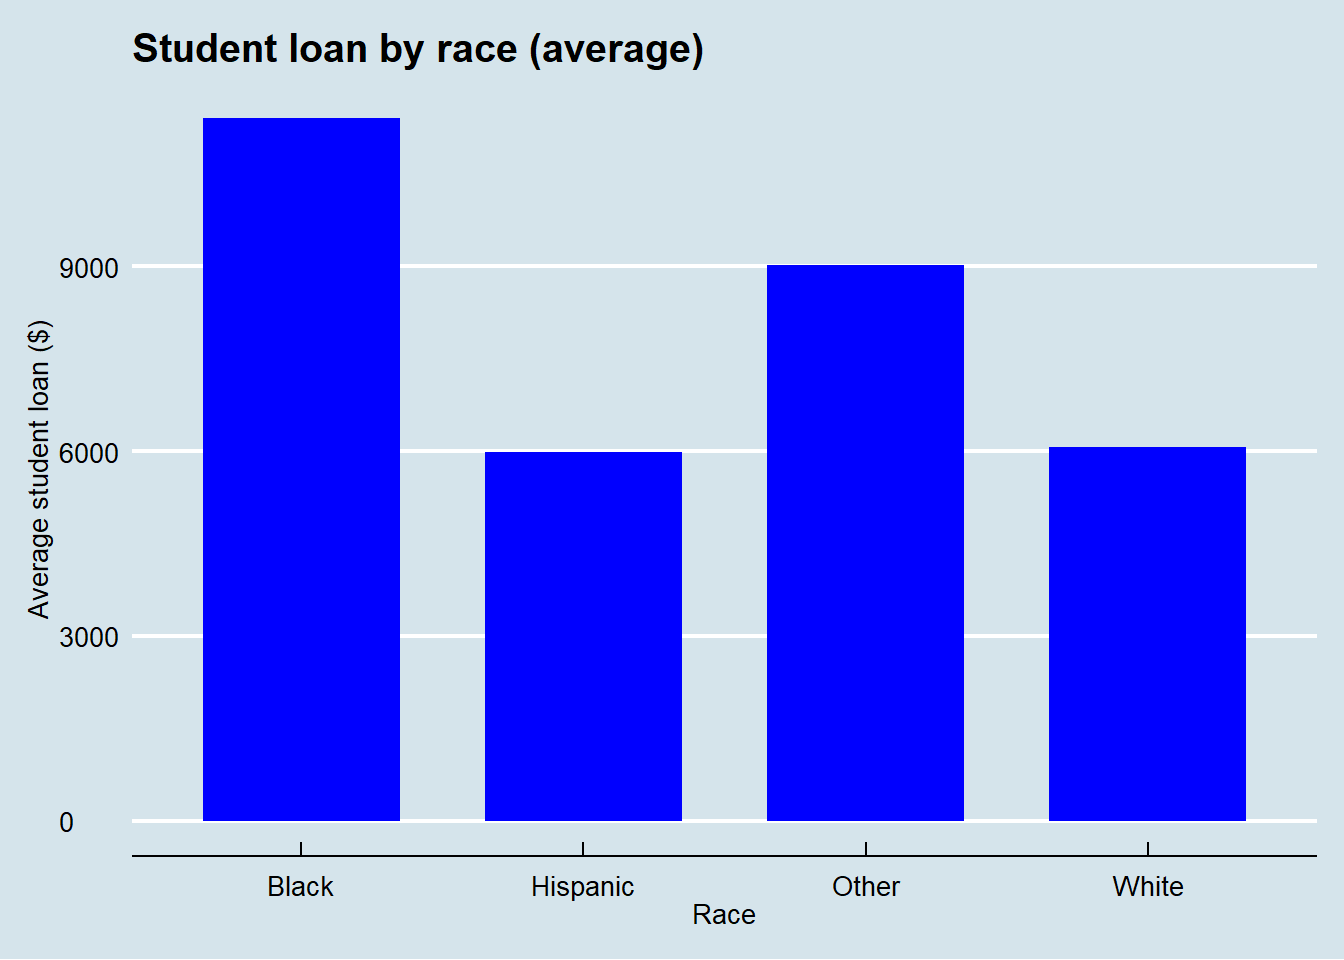 Student loan by race (average)
Average student loan ($)
9000
6000
3000
0
Black Hispanic Other White
Race